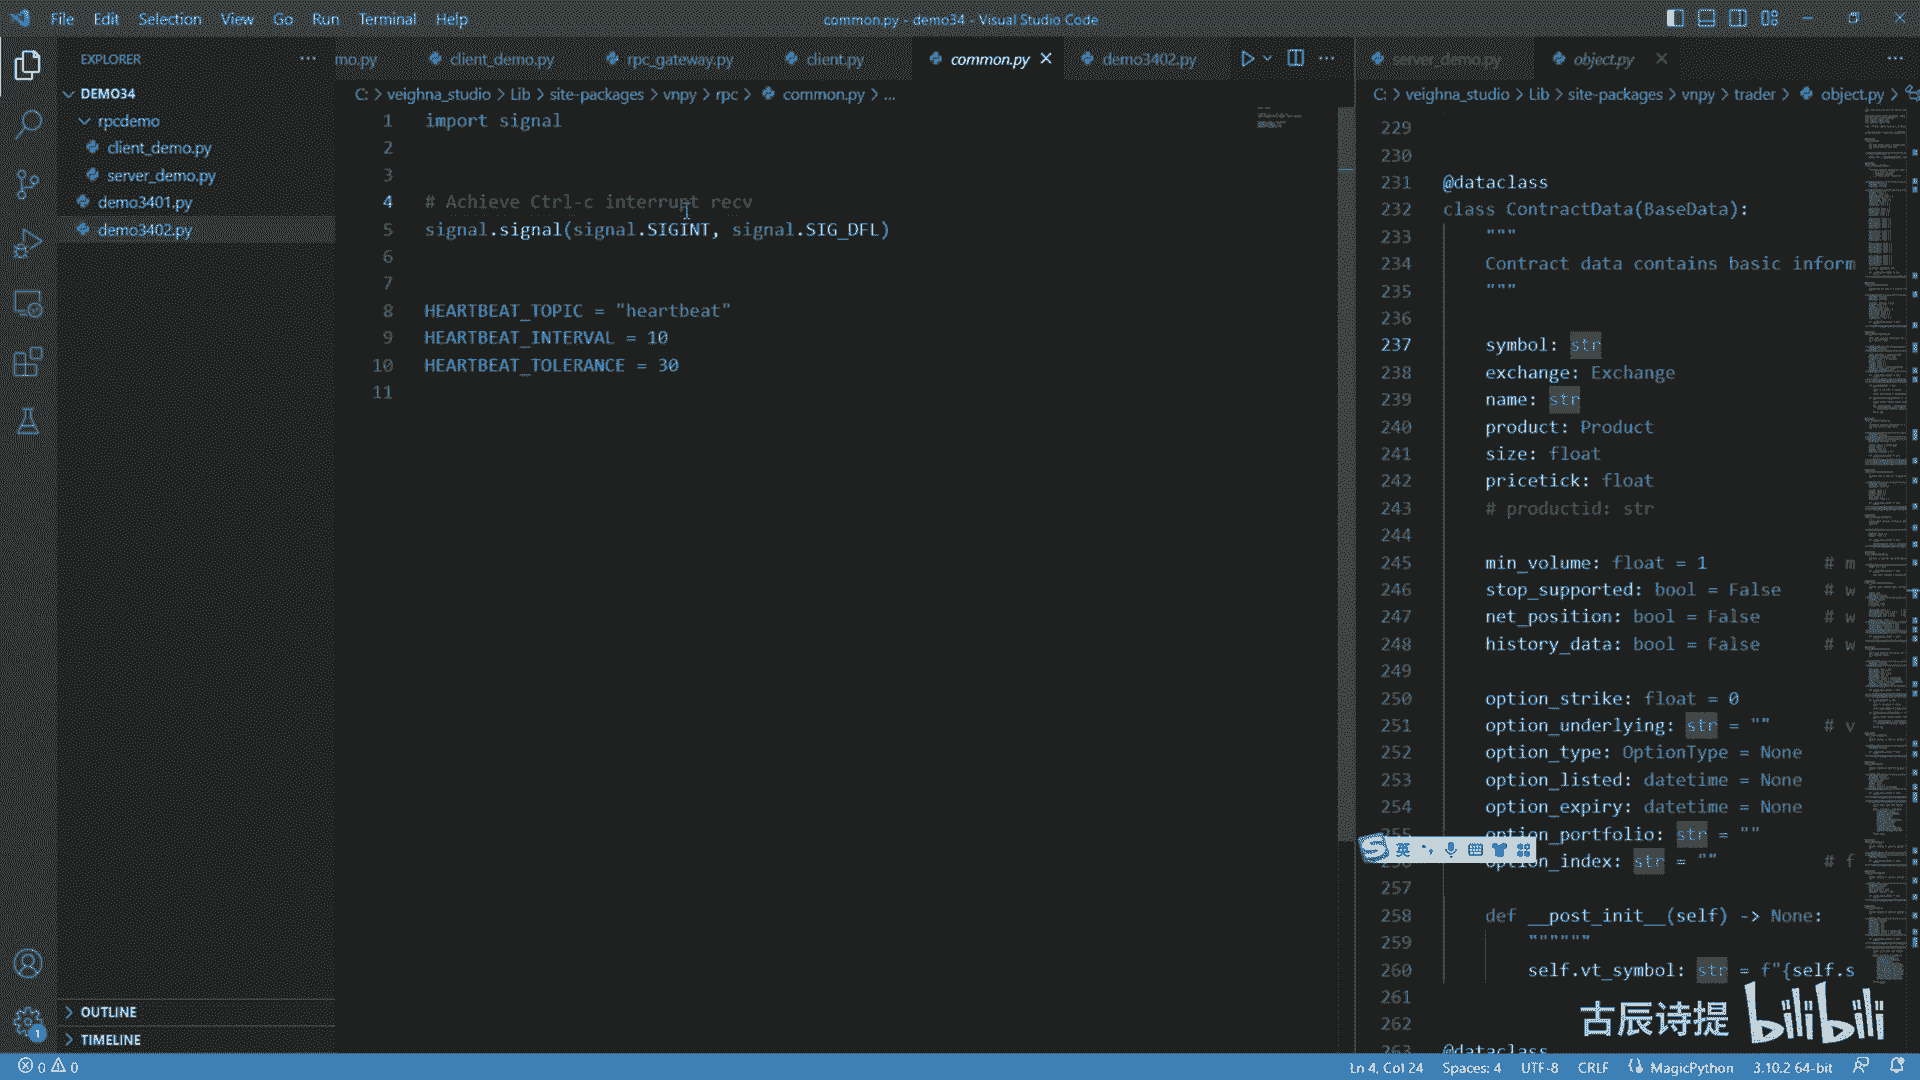 File Edit Selection View Go Run Terminal Help
common.py - demo34 - Visual Studio Code
EXPLORER
mo.py client_demo.py rpc_gateway.py client.py common.py demo3402.py
server_demo.py object.py
DEMO34
rpcdemo
client_demo.py
server_demo.py
demo3401.py
demo3402.py
OUTLINE
TIMELINE
C: > veighna_studio > Lib > site-packages > vnpy > rpc > common.py > ...
1 import signal
2
3
4 # Achieve Ctrl-c interrupt recv
5 signal.signal(signal.SIGINT, signal.SIG_DFL)
6
7
8 HEARTBEAT_TOPIC = "heartbeat"
9 HEARTBEAT_INTERVAL = 10
10 HEARTBEAT_TOLERANCE = 30
11
C: > veighna_studio > Lib > site-packages > vnpy > trader > object.py >
229
230
231 @dataclass
232 class ContractData(BaseData):
233 """
234 Contract data contains basic inform
235 """
236
237 symbol: str
238 exchange: Exchange
239 name: str
240 product: Product
241 size: float
242 pricetick: float
243 # productid: str
244
245 min_volume: float = 1 # m
246 stop_supported: bool = False # w
247 net_position: bool = False # w
248 history_data: bool = False # w
249
250 option_strike: float = 0
251 option_underlying: str = "" # v
252 option_type: OptionType = None
253 option_listed: datetime = None
254 option_expiry: datetime = None
255 option_portfolio: str = ""
option_index: str = "" # f
257
258 def __post_init__(self) -> None:
259 """"""
260 self.vt_symbol: str = f"{self.s
261
262
263 @dataclass
英
古辰诗提 bilibili
1
0 0
Ln 4, Col 24 Spaces: 4 UTF-8 CRLF MagicPython 3.10.2 64-bit